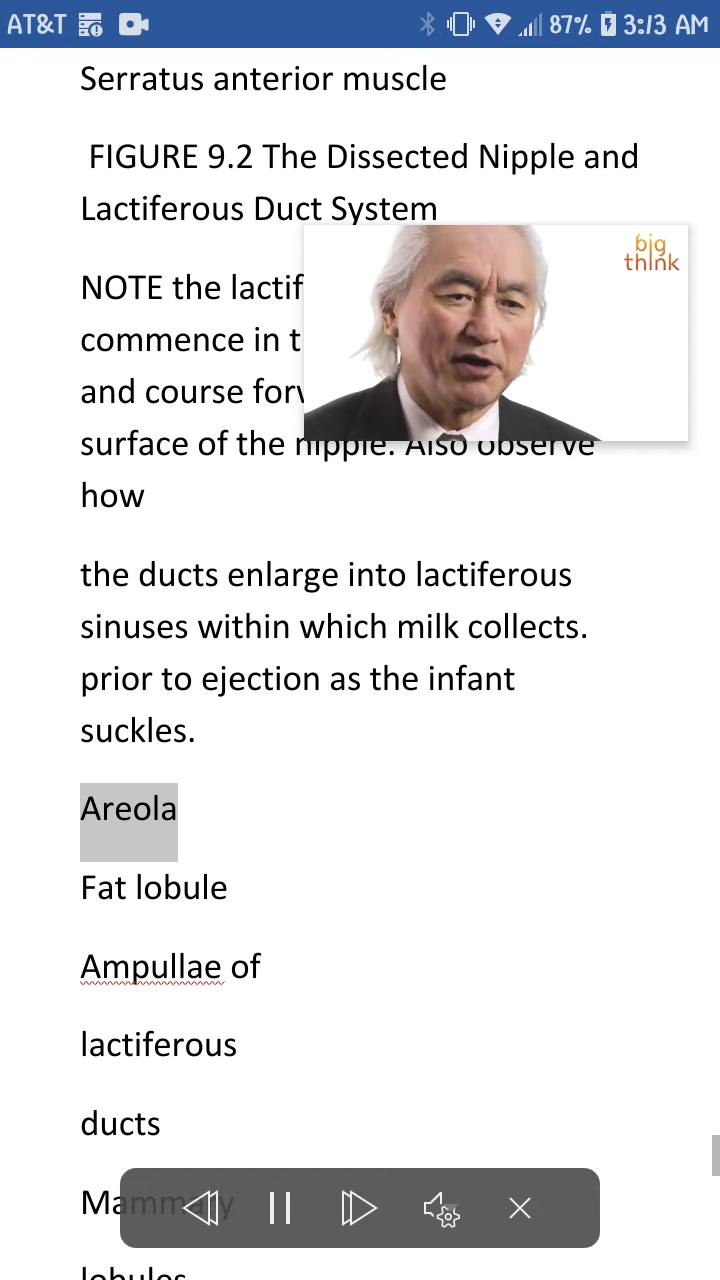 AT&T 87% 3:13 AM
Serratus anterior muscle
FIGURE 9.2 The Dissected Nipple and
Lactiferous Duct System
big
think
NOTE the lactif
commence in t
and course forv
surface of the nipple. Also observe
how
the ducts enlarge into lactiferous
sinuses within which milk collects.
prior to ejection as the infant
suckles.
Areola
Fat lobule
Ampullae of
lactiferous
ducts
Mammary
lobules